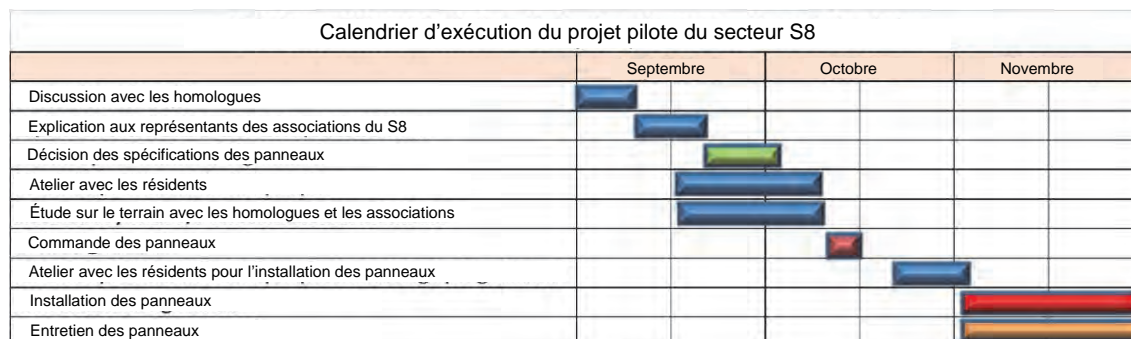 Calendrier d’exécution du projet pilote du secteur S8
Septembre Octobre Novembre
Discussion avec les homologues
Explication aux représentants des associations du S8
Décision des spécifications des panneaux
Atelier avec les résidents
Étude sur le terrain avec les homologues et les associations
Commande des panneaux
Atelier avec les résidents pour l’installation des panneaux
Installation des panneaux
Entretien des panneaux